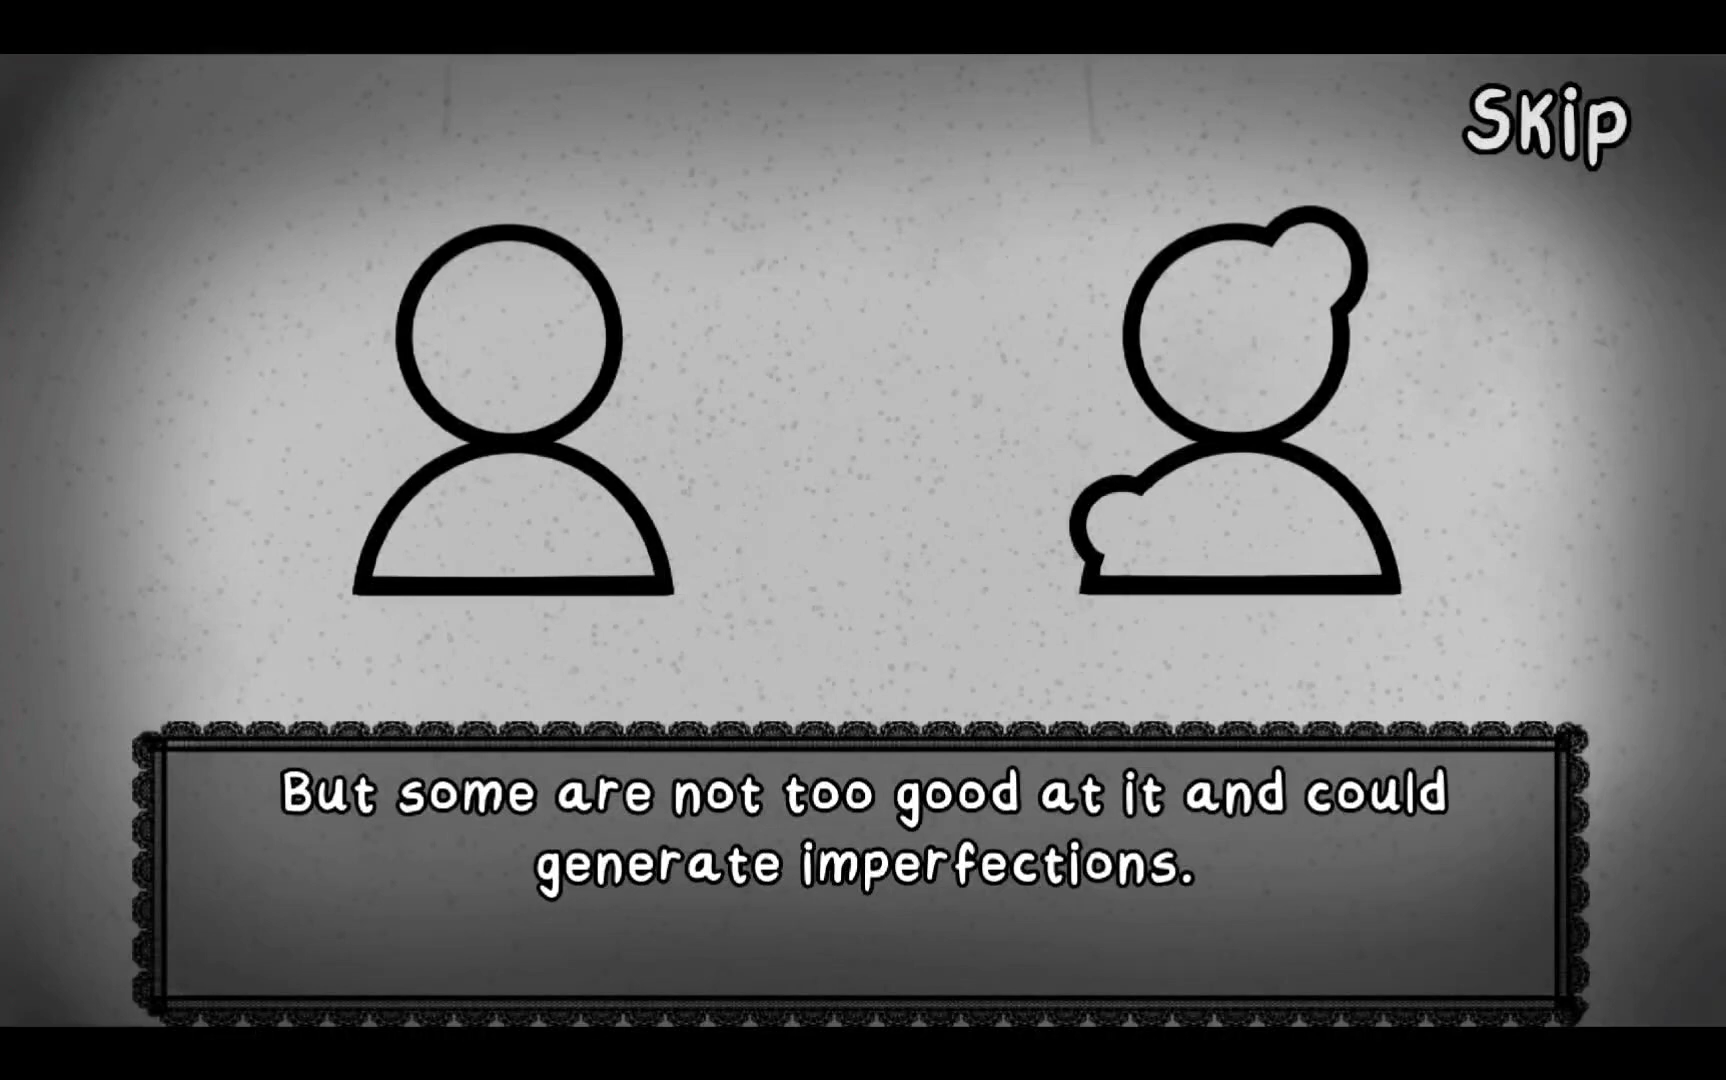 Skip
But some are not too good at it and could
generate imperfections.